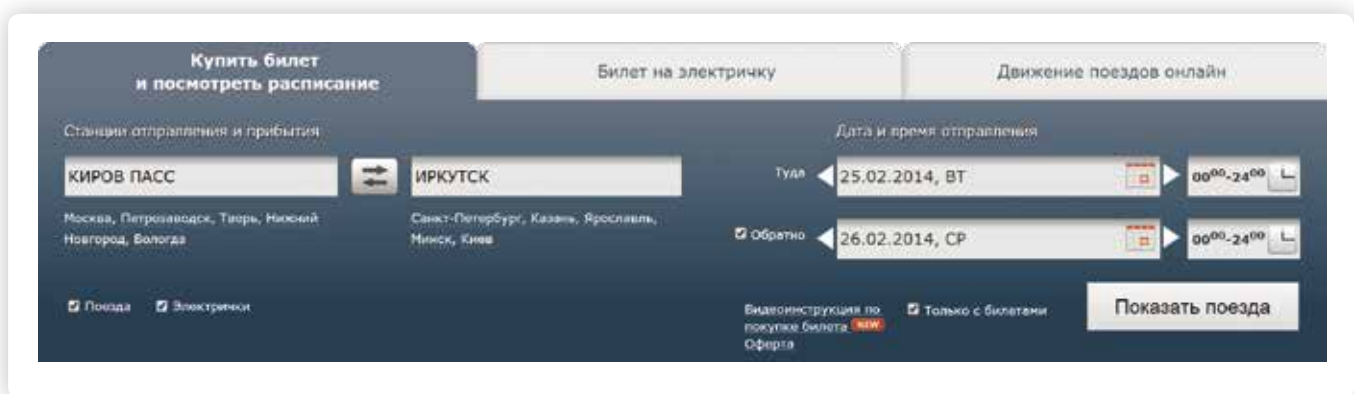 Купить билет
и посмотреть расписание
Билет на электричку
Движение поездов онлайн
Станции отправления и прибытия
Дата и время отправления
КИРОВ ПАСС
ИРКУТСК
Туда
25.02.2014, ВТ
00⁰⁰-24⁰⁰
Москва, Петрозаводск, Тверь, Нижний
Новгород, Вологда
Санкт-Петербург, Казань, Ярославль,
Минск, Киев
Обратно
26.02.2014, СР
00⁰⁰-24⁰⁰
Поезда
Электрички
Видеоинструкция по
покупке билета NEW
Оферта
Только с билетами
Показать поезда